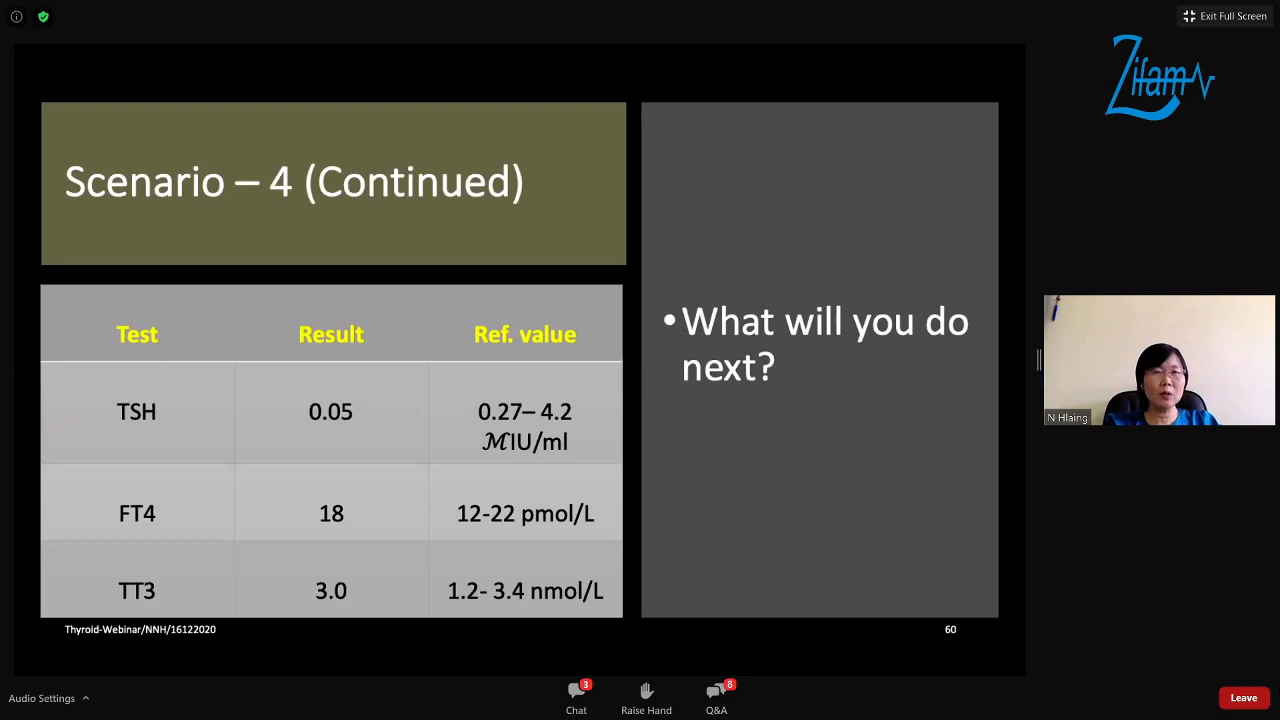 Exit Full Screen
Zifam
Scenario – 4 (Continued)
Test Result Ref. value
TSH 0.05 0.27– 4.2
ℳIU/ml
FT4 18 12-22 pmol/L
TT3 3.0 1.2- 3.4 nmol/L
•What will you do
next?
Thyroid-Webinar/NNH/16122020
60
N Hlaing
Audio Settings
3
Chat
Raise Hand
8
Q&A
Leave